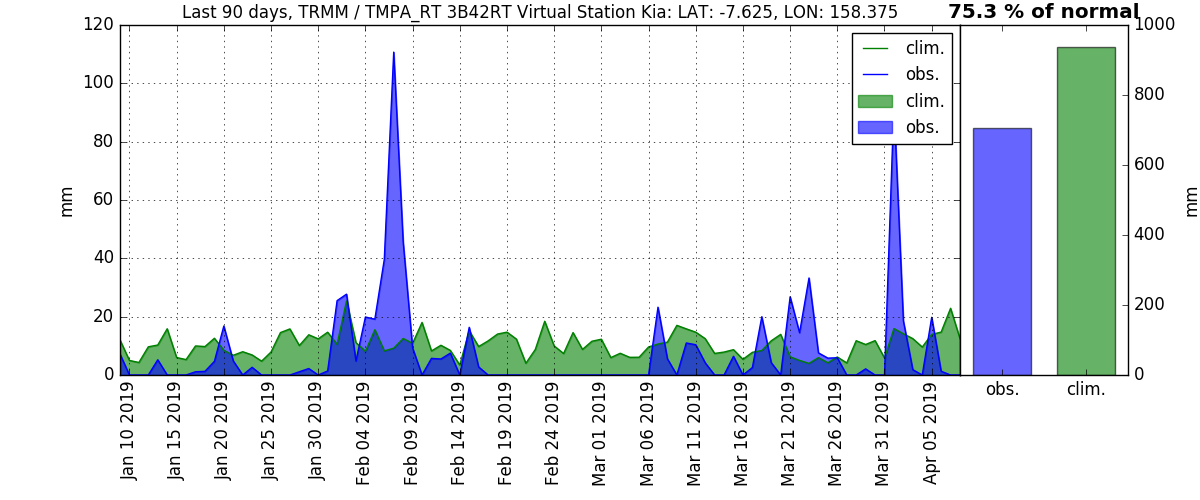 Last 90 days, TRMM / TMPA_RT 3B42RT Virtual Station Kia: LAT: -7.625, LON: 158.375
75.3 % of normal
120
100
80
60
40
20
0
mm
clim.
obs.
clim.
obs.
1000
800
600
400
200
0
mm
obs.
clim.
Jan 10 2019
Jan 15 2019
Jan 20 2019
Jan 25 2019
Jan 30 2019
Feb 04 2019
Feb 09 2019
Feb 14 2019
Feb 19 2019
Feb 24 2019
Mar 01 2019
Mar 06 2019
Mar 11 2019
Mar 16 2019
Mar 21 2019
Mar 26 2019
Mar 31 2019
Apr 05 2019